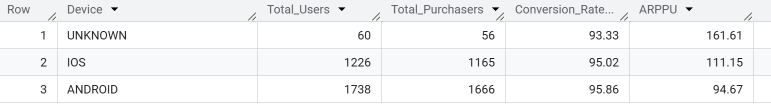 Row Device Total_Users Total_Purchasers Conversion_Rate... ARPPU
1 UNKNOWN 60 56 93.33 161.61
2 IOS 1226 1165 95.02 111.15
3 ANDROID 1738 1666 95.86 94.67